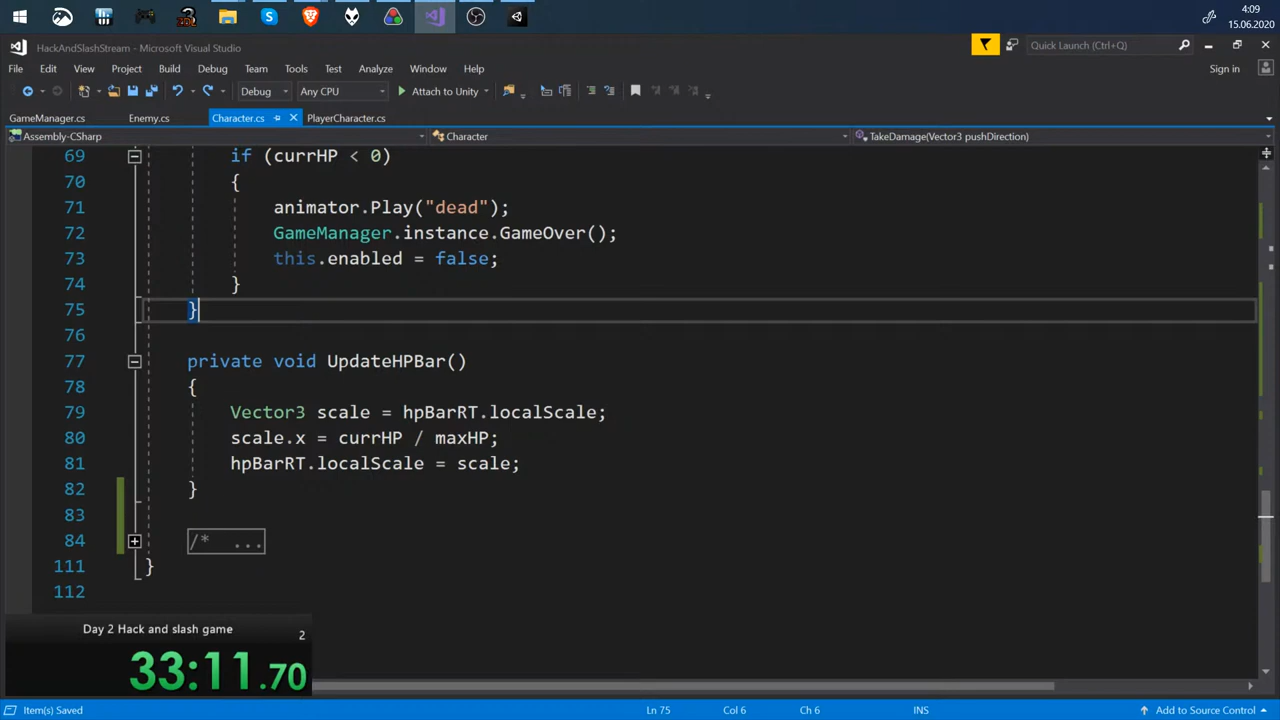 4:09
15.06.2020
HackAndSlashStream - Microsoft Visual Studio
Quick Launch (Ctrl+Q)
File Edit View Project Build Debug Team Tools Test Analyze Window Help
Sign in
Debug Any CPU Attach to Unity
GameManager.cs Enemy.cs Character.cs PlayerCharacter.cs
Assembly-CSharp Character TakeDamage(Vector3 pushDirection)
69 if (currHP < 0)
70 {
71 animator.Play("dead");
72 GameManager.instance.GameOver();
73 this.enabled = false;
74 }
75 }
76
77 private void UpdateHPBar()
78 {
79 Vector3 scale = hpBarRT.localScale;
80 scale.x = currHP / maxHP;
81 hpBarRT.localScale = scale;
82 }
83
84 /* ...
111 }
112
Day 2 Hack and slash game
2
33:11.70
Item(s) Saved Ln 75 Col 6 Ch 6 INS Add to Source Control